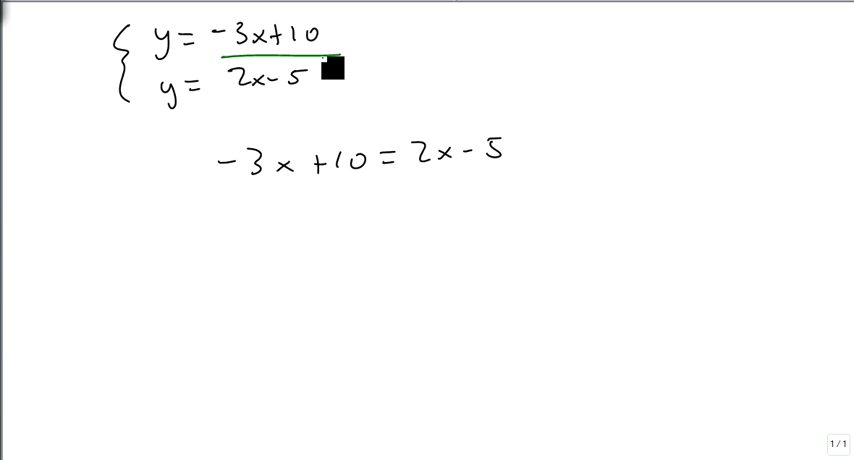 y = -3x+10
y = 2x-5
-3x+10=2x-5
1/1